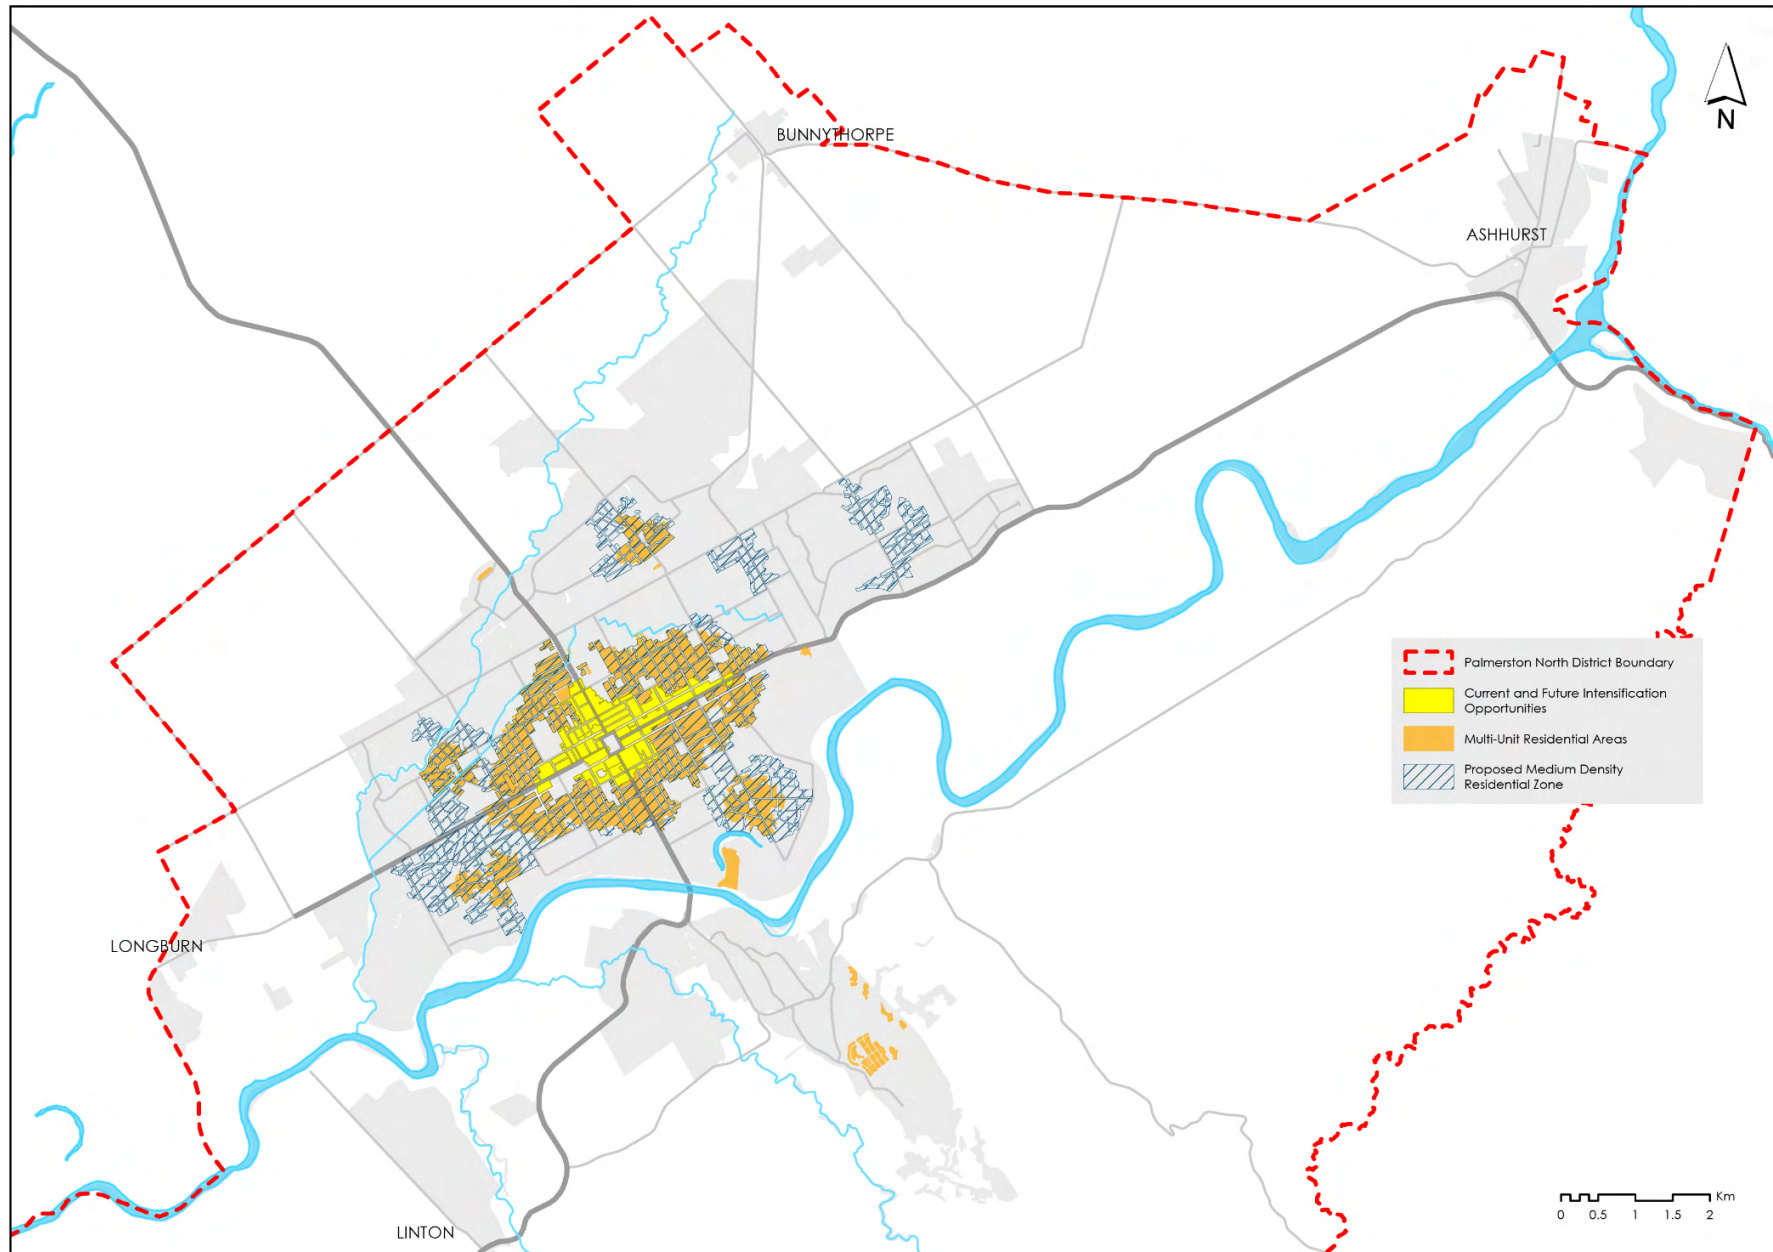 N
BUNNYTHORPE
ASHHURST
Palmerston North District Boundary
Current and Future Intensification
Opportunities
Multi-Unit Residential Areas
Proposed Medium Density
Residential Zone
LONGBURN
LINTON
Km
0 0.5 1 1.5 2